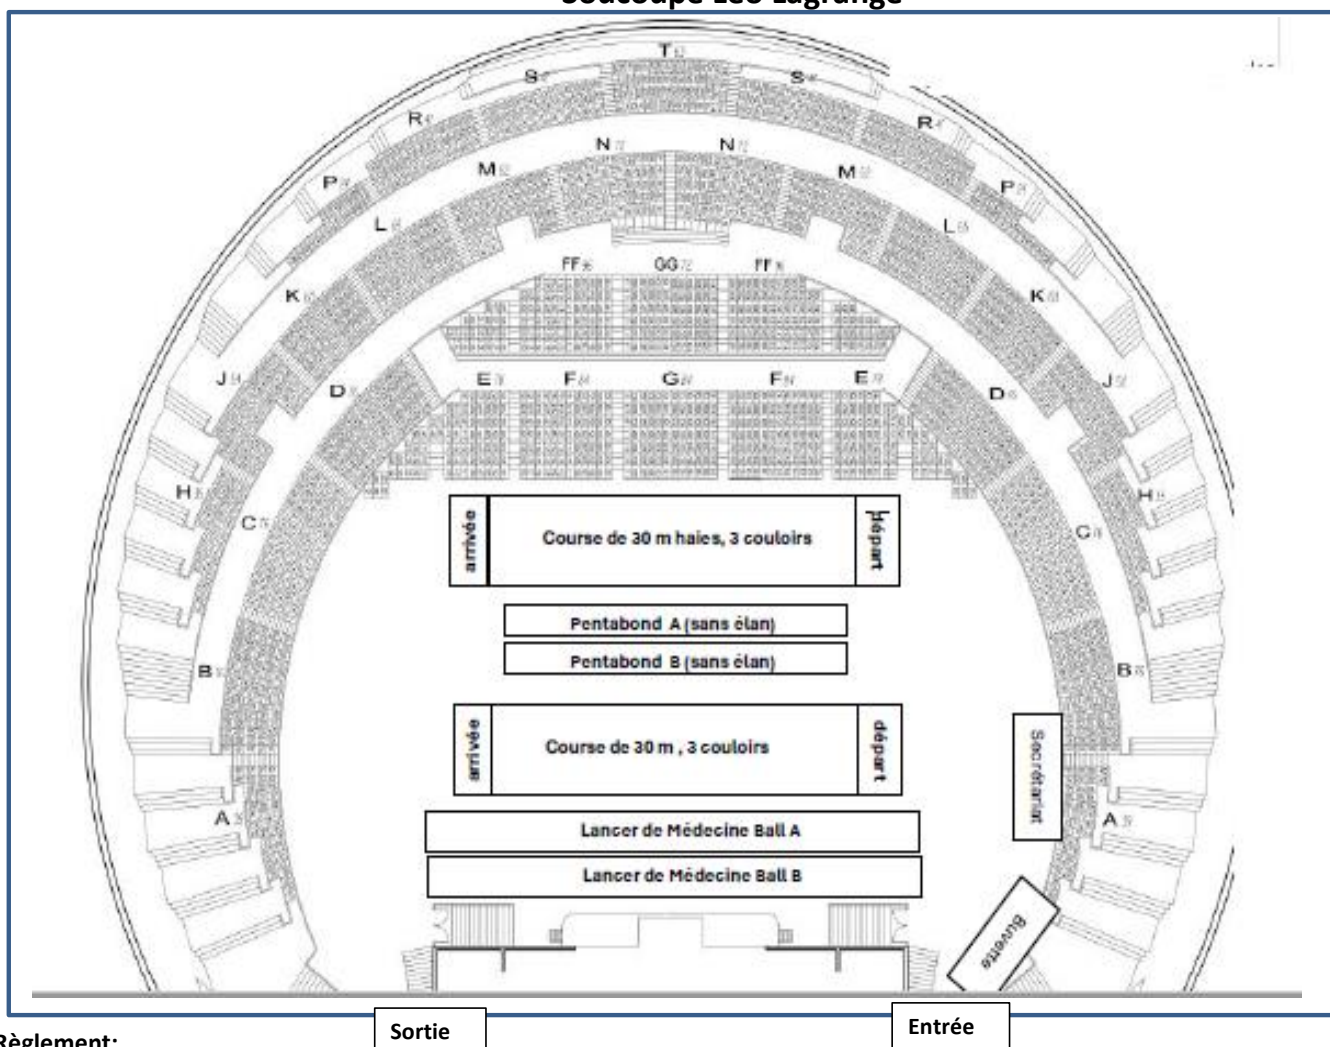 Soucoupe Léo Lagrange
T
S S
R R
N N
M M
P P
L L
FF GG FF
K K
J J
D E F G F E D
H H
C C
arrivée Course de 30 m haies, 3 couloirs départ
Pentabond A (sans élan)
Pentabond B (sans élan)
B B
arrivée Course de 30 m , 3 couloirs départ
Secrétariat
A A
Lancer de Médecine Ball A
Lancer de Médecine Ball B
Buvette
Sortie Entrée
Règlement: